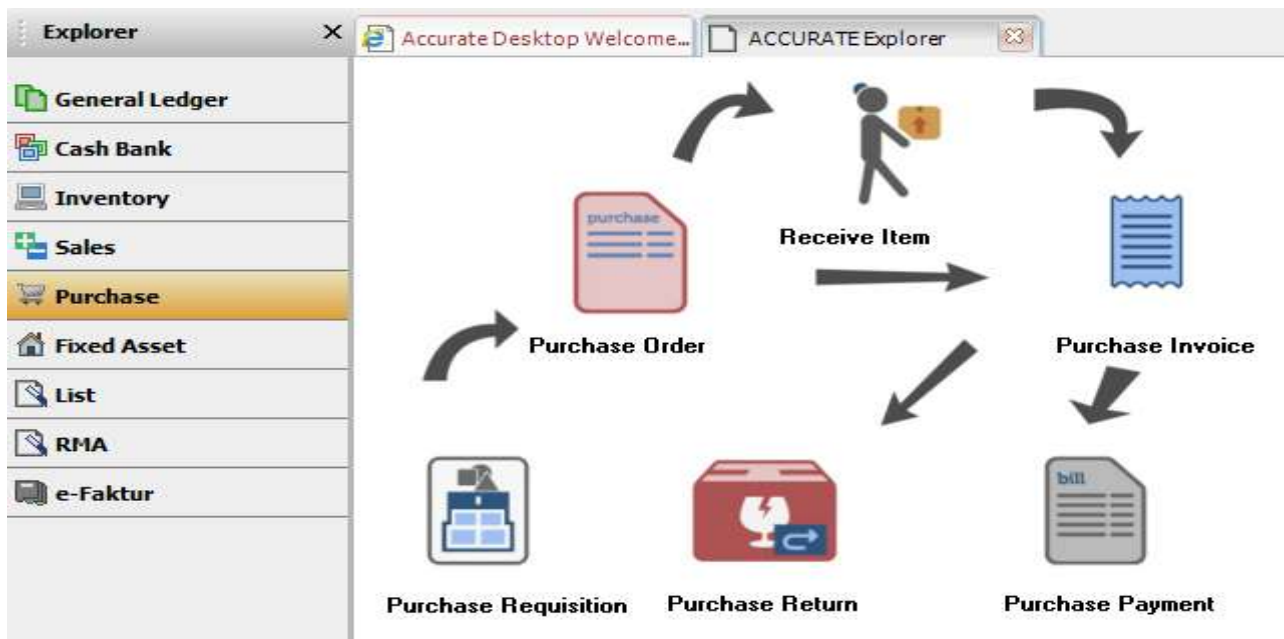 Explorer
Accurate Desktop Welcome...
ACCURATE Explorer
General Ledger
Cash Bank
Inventory
Sales
Purchase
Fixed Asset
List
RMA
e-Faktur
Receive Item
purchase
Purchase Order
Purchase Invoice
bill
Purchase Requisition
Purchase Return
Purchase Payment